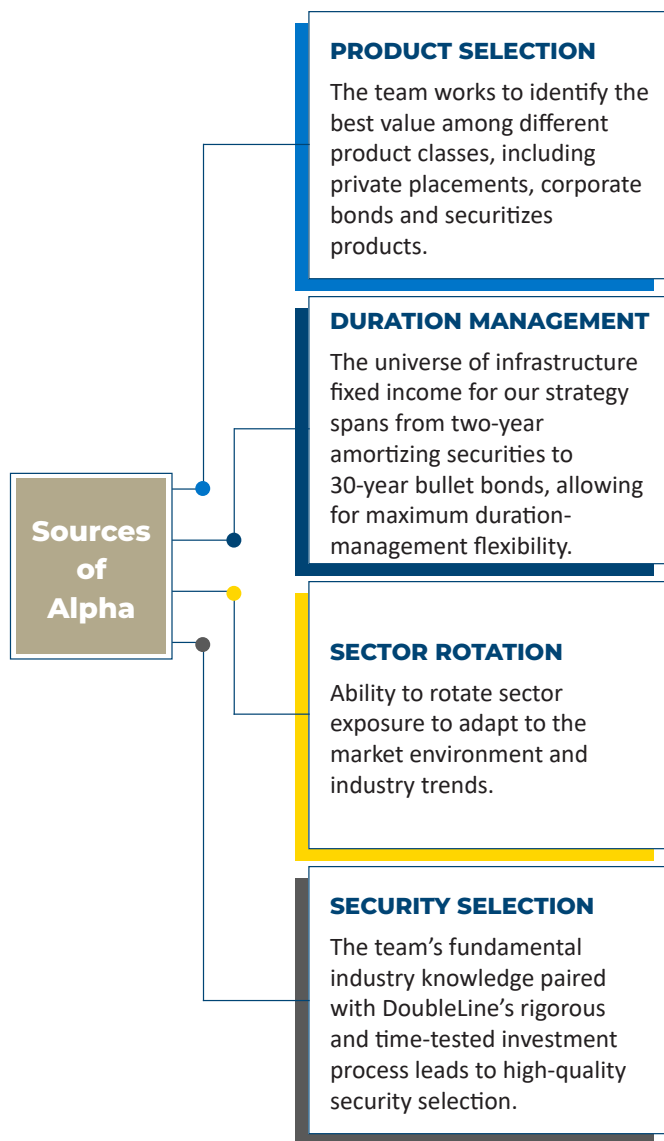 Sources
of
Alpha
PRODUCT SELECTION
The team works to identify the
best value among different
product classes, including
private placements, corporate
bonds and securitizes
products.
DURATION MANAGEMENT
The universe of infrastructure
fixed income for our strategy
spans from two-year
amortizing securities to
30-year bullet bonds, allowing
for maximum duration-
management flexibility.
SECTOR ROTATION
Ability to rotate sector
exposure to adapt to the
market environment and
industry trends.
SECURITY SELECTION
The team’s fundamental
industry knowledge paired
with DoubleLine’s rigorous
and time-tested investment
process leads to high-quality
security selection.